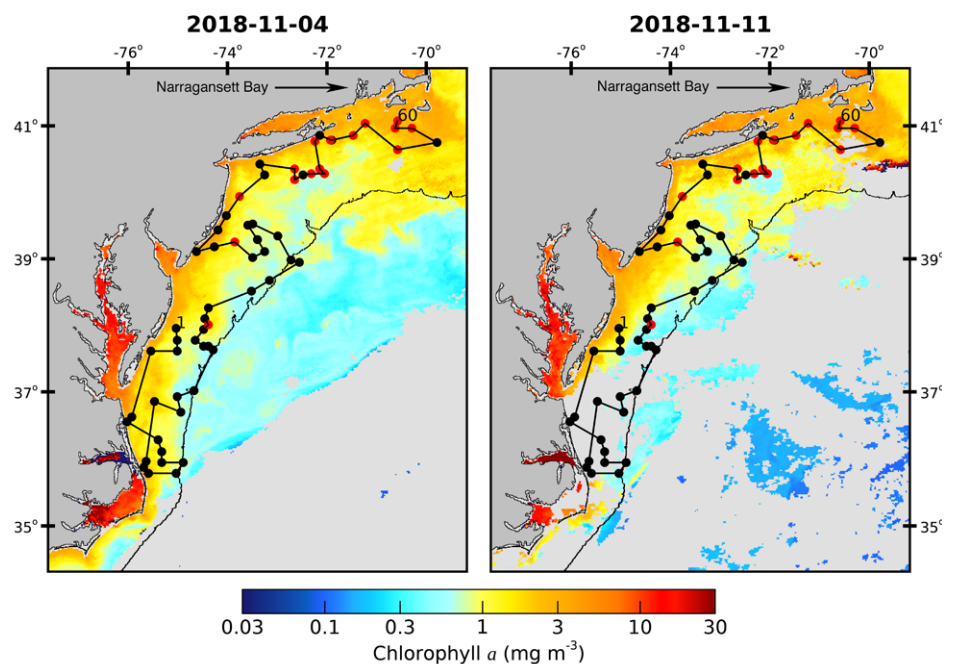 2018-11-04 2018-11-11
-76° -74° -72° -70° -76° -74° -72° -70°
Narragansett Bay Narragansett Bay
60 60
41° 41°
39° 39°
1 1
37° 37°
35° 35°
0.03 0.1 0.3 1 3 10 30
Chlorophyll a (mg m⁻³)